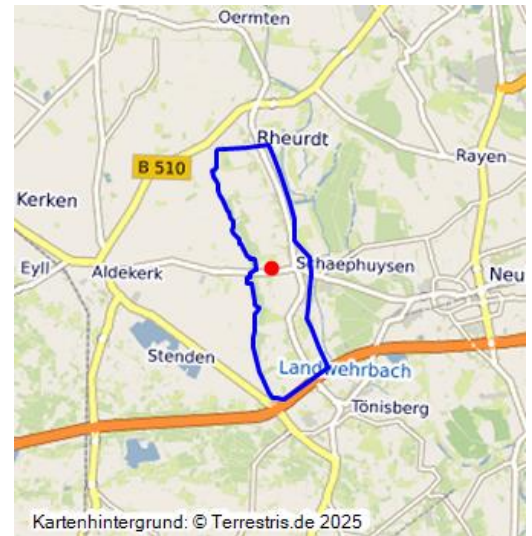 Oermten
Rheurdt
B 510
Rayen
Kerken
Eyll
Aldekerk
Schaephuysen
Neu
Stenden
Landwehrbach
Tönisberg
Kartenhintergrund: © Terrestris.de 2025